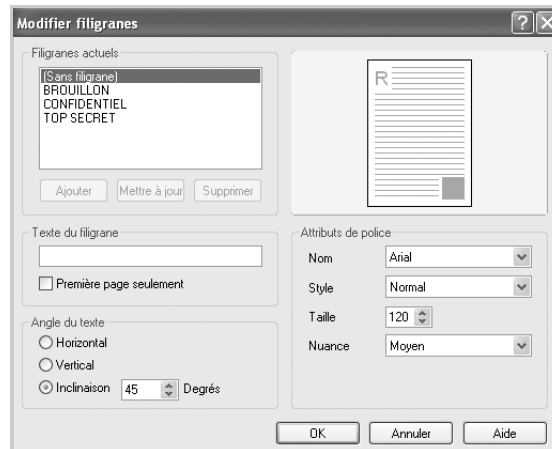 Modifier filigranes
Filigranes actuels
(Sans filigrane)
BROUILLON
CONFIDENTIEL
TOP SECRET
Ajouter Mettre à jour Supprimer
R
Texte du filigrane
Première page seulement
Angle du texte
Horizontal
Vertical
Inclinaison 45 Degrés
Attributs de police
Nom Arial
Style Normal
Taille 120
Nuance Moyen
OK Annuler Aide